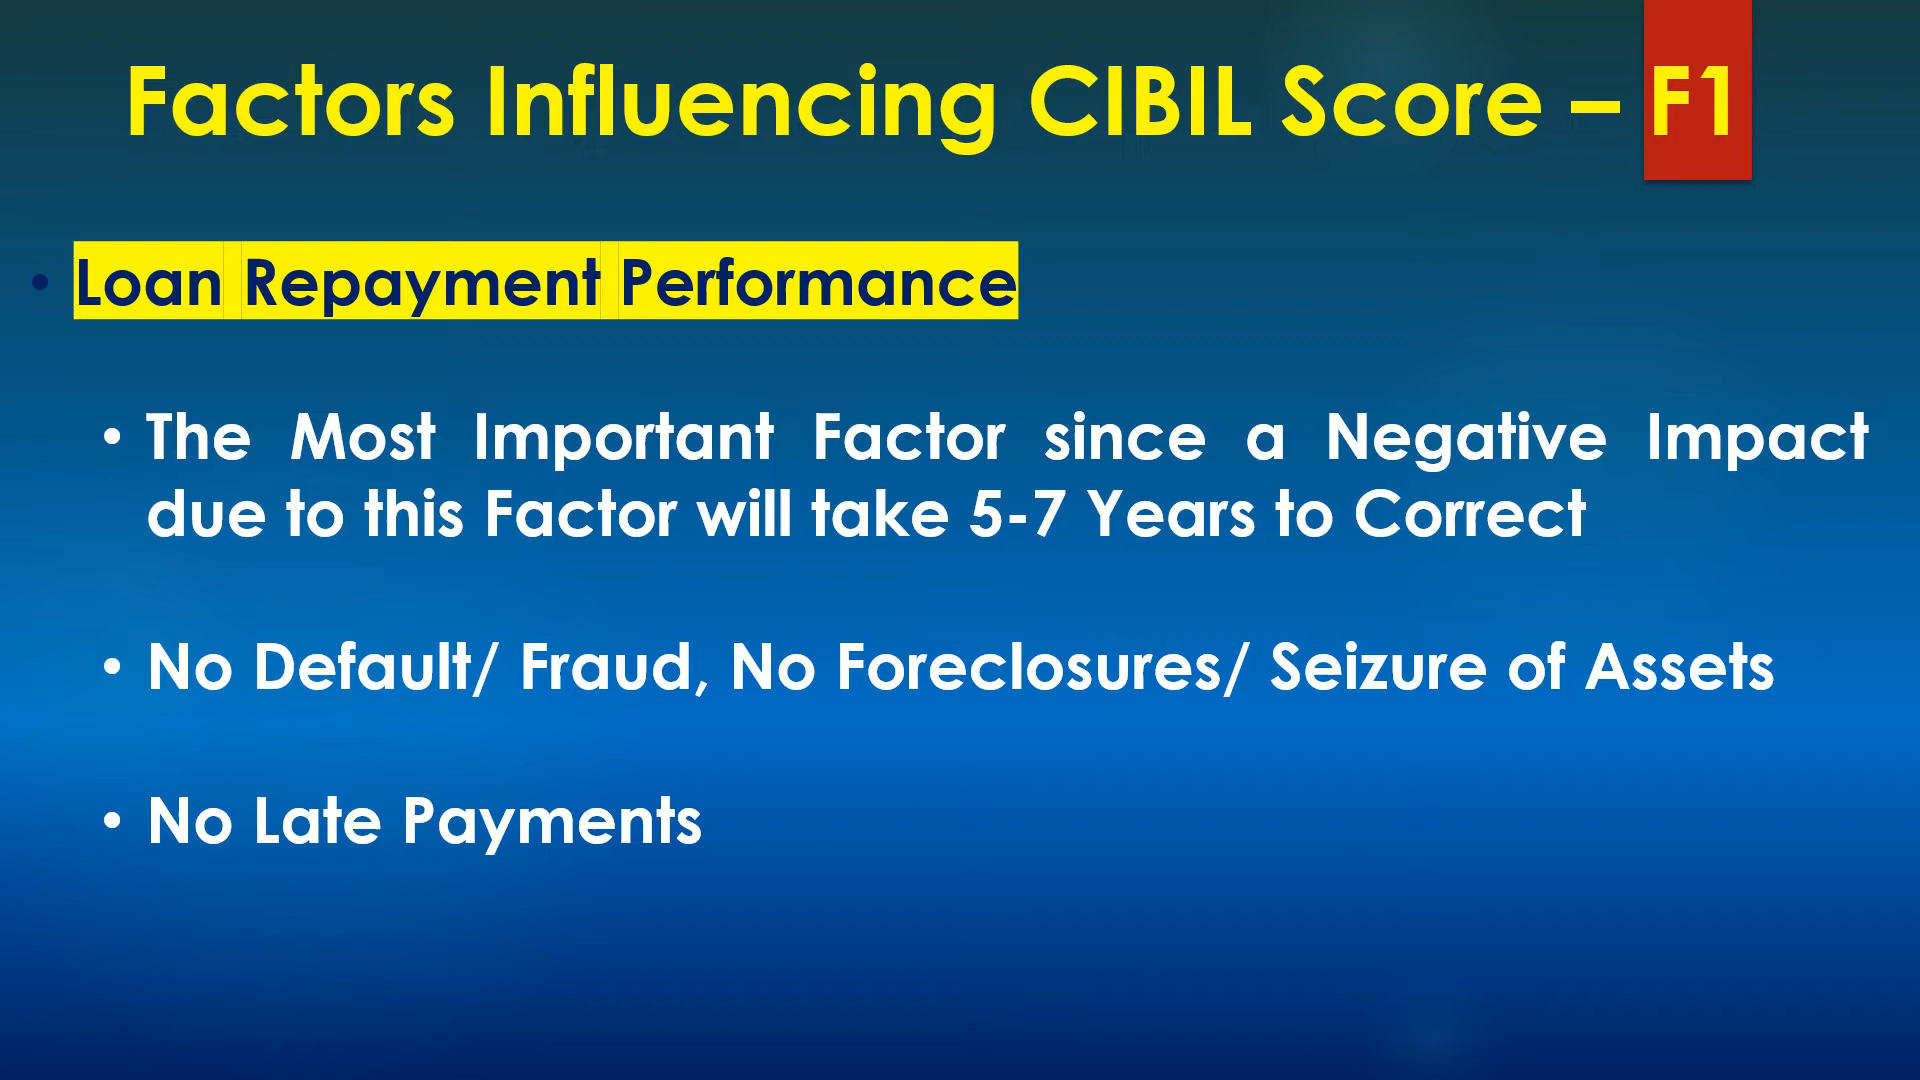 Factors Influencing CIBIL Score – F1
• Loan Repayment Performance
• The Most Important Factor since a Negative Impact
due to this Factor will take 5-7 Years to Correct
• No Default/ Fraud, No Foreclosures/ Seizure of Assets
• No Late Payments